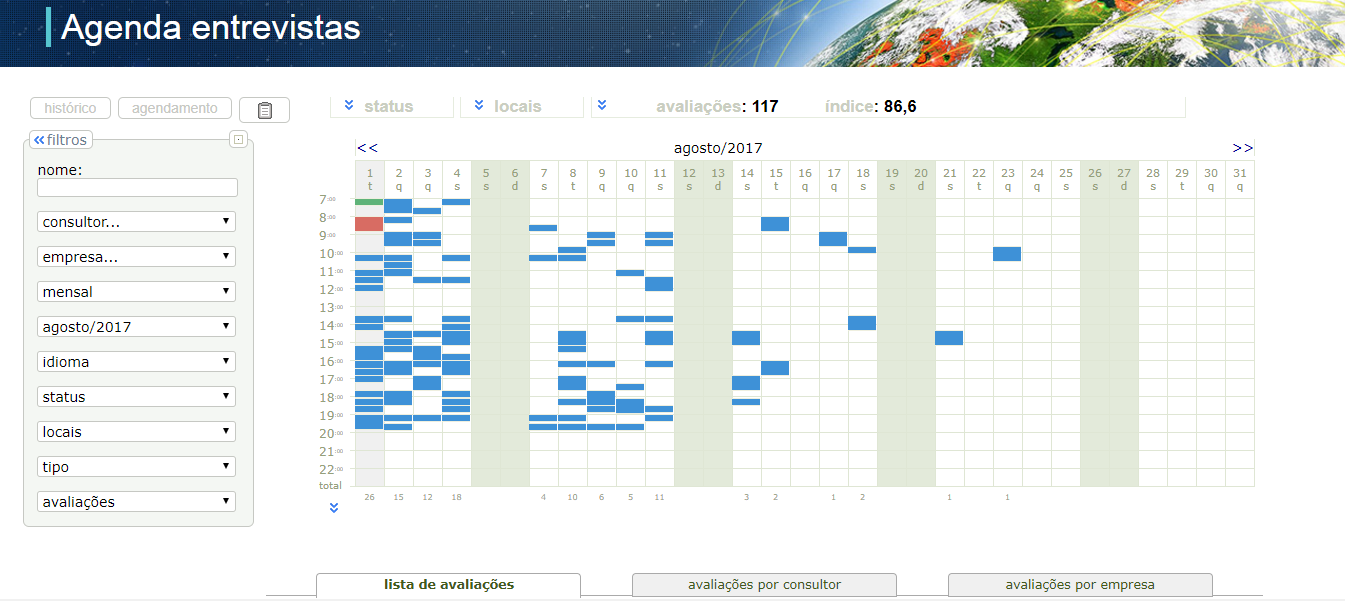 Agenda entrevistas
histórico agendamento
status locais avaliações: 117 índice: 86,6
filtros
nome:
consultor...
empresa...
mensal
agosto/2017
idioma
status
locais
tipo
avaliações
<< agosto/2017 >>
1 2 3 4 5 6 7 8 9 10 11 12 13 14 15 16 17 18 19 20 21 22 23 24 25 26 27 28 29 30 31
t q q s s d s t q q s s d s t q q s s d s t q q s s d s t q q
7:00
8:00
9:00
10:00
11:00
12:00
13:00
14:00
15:00
16:00
17:00
18:00
19:00
20:00
21:00
22:00
total
26 15 12 18 4 10 6 5 11 3 2 1 2 1 1
lista de avaliações avaliações por consultor avaliações por empresa